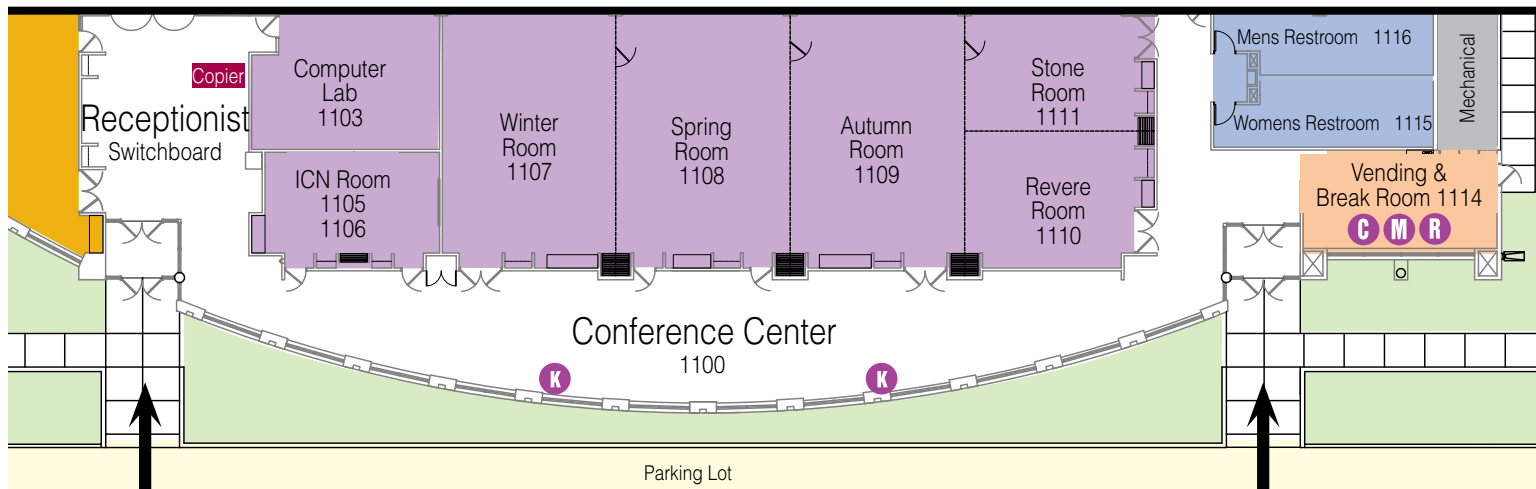 Copier
Receptionist
Switchboard
Computer
Lab
1103
ICN Room
1105
1106
Winter
Room
1107
Spring
Room
1108
Autumn
Room
1109
Stone
Room
1111
Revere
Room
1110
Mens Restroom 1116
Womens Restroom 1115
Mechanical
Vending &
Break Room 1114
C M R
Conference Center
1100
K
K
Parking Lot